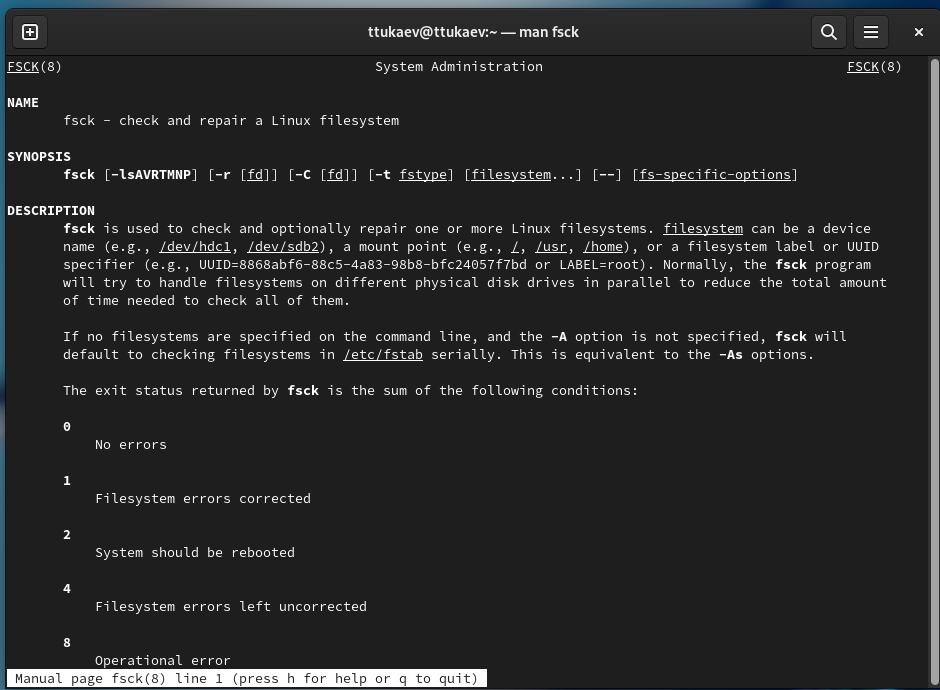 ttukaev@ttukaev:~ — man fsck
FSCK(8) System Administration FSCK(8)
NAME
fsck - check and repair a Linux filesystem
SYNOPSIS
fsck [-lsAVRTMNP] [-r [fd]] [-C [fd]] [-t fstype] [filesystem...] [--] [fs-specific-options]
DESCRIPTION
fsck is used to check and optionally repair one or more Linux filesystems. filesystem can be a device
name (e.g., /dev/hdc1, /dev/sdb2), a mount point (e.g., /, /usr, /home), or a filesystem label or UUID
specifier (e.g., UUID=8868abf6-88c5-4a83-98b8-bfc24057f7bd or LABEL=root). Normally, the fsck program
will try to handle filesystems on different physical disk drives in parallel to reduce the total amount
of time needed to check all of them.
If no filesystems are specified on the command line, and the -A option is not specified, fsck will
default to checking filesystems in /etc/fstab serially. This is equivalent to the -As options.
The exit status returned by fsck is the sum of the following conditions:
0
No errors
1
Filesystem errors corrected
2
System should be rebooted
4
Filesystem errors left uncorrected
8
Operational error
Manual page fsck(8) line 1 (press h for help or q to quit)